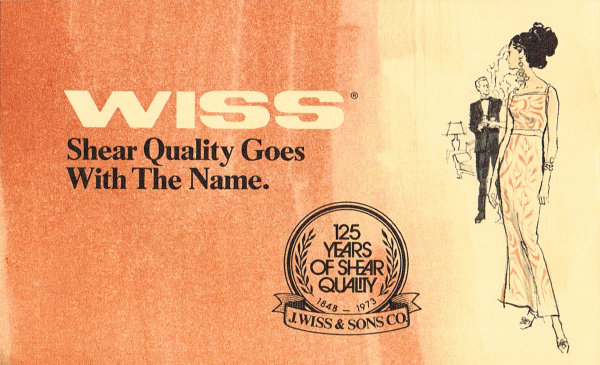 WISS®
Shear Quality Goes
With The Name.
125
YEARS
OF SHEAR
QUALITY
1848 – 1973
J. WISS & SONS CO.